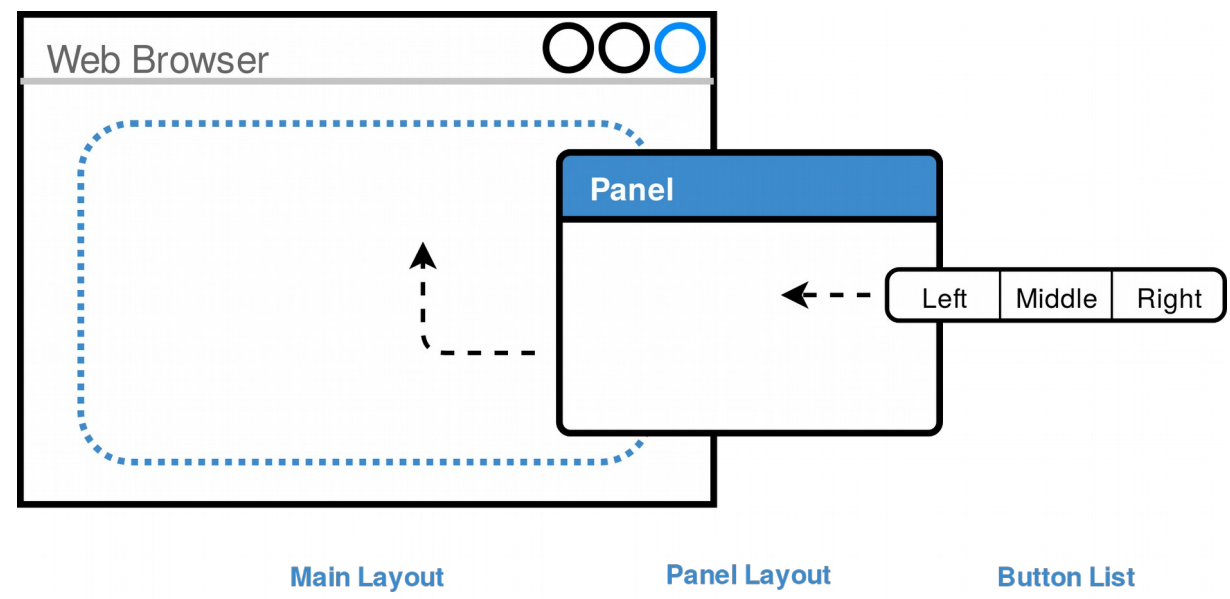 Web Browser
Panel
Left
Middle
Right
Main Layout
Panel Layout
Button List